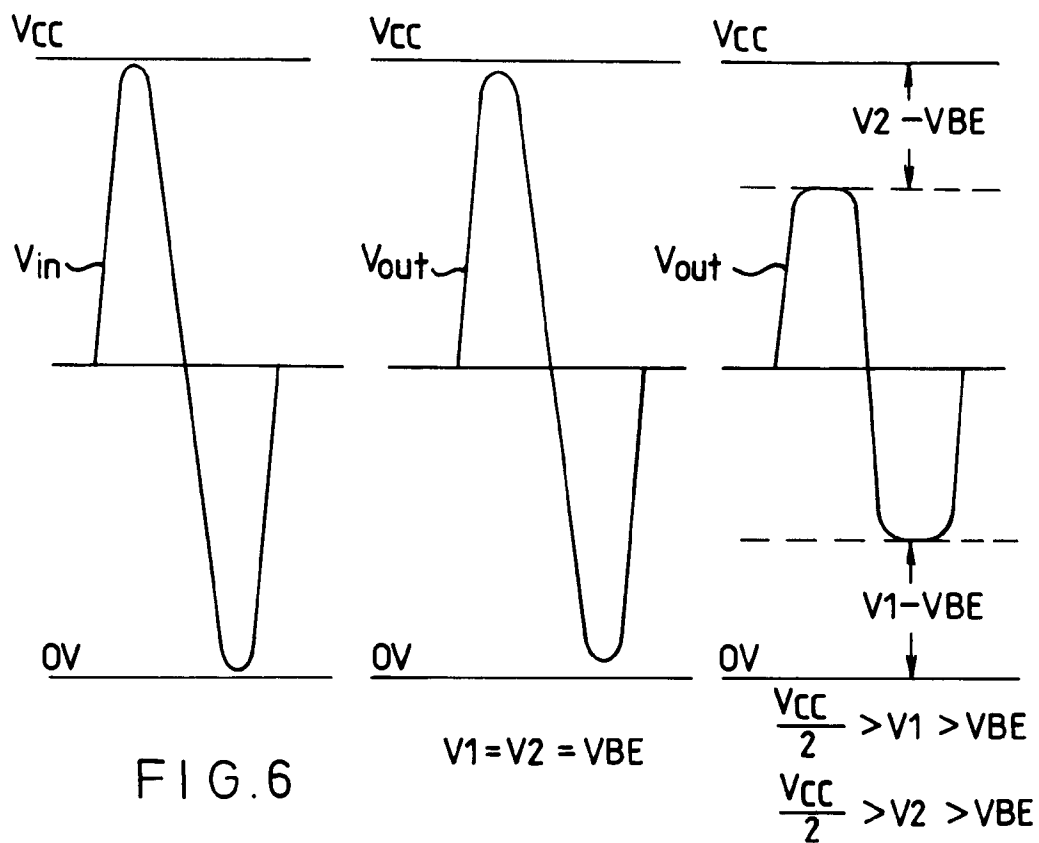 VCC
VCC
VCC
V2 -VBE
Vin
Vout
Vout
V1-VBE
0V
0V
0V
V1=V2=VBE
VCC/2 >V1 >VBE
VCC/2 >V2 >VBE
FIG.6